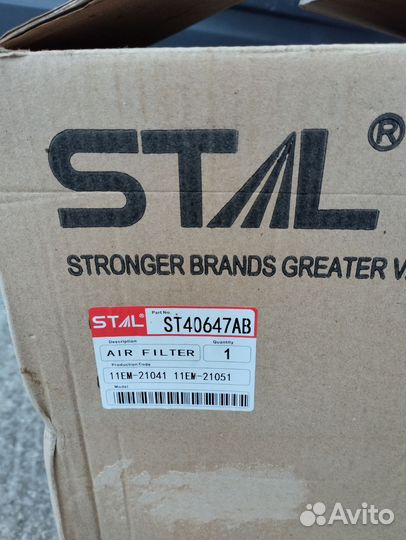 STAL®
STRONGER BRANDS GREATER
STAL Part No. ST40647AB
Description Quantity
AIR FILTER 1
Production Code
11EM-21041 11EM-21051
Model
Avito